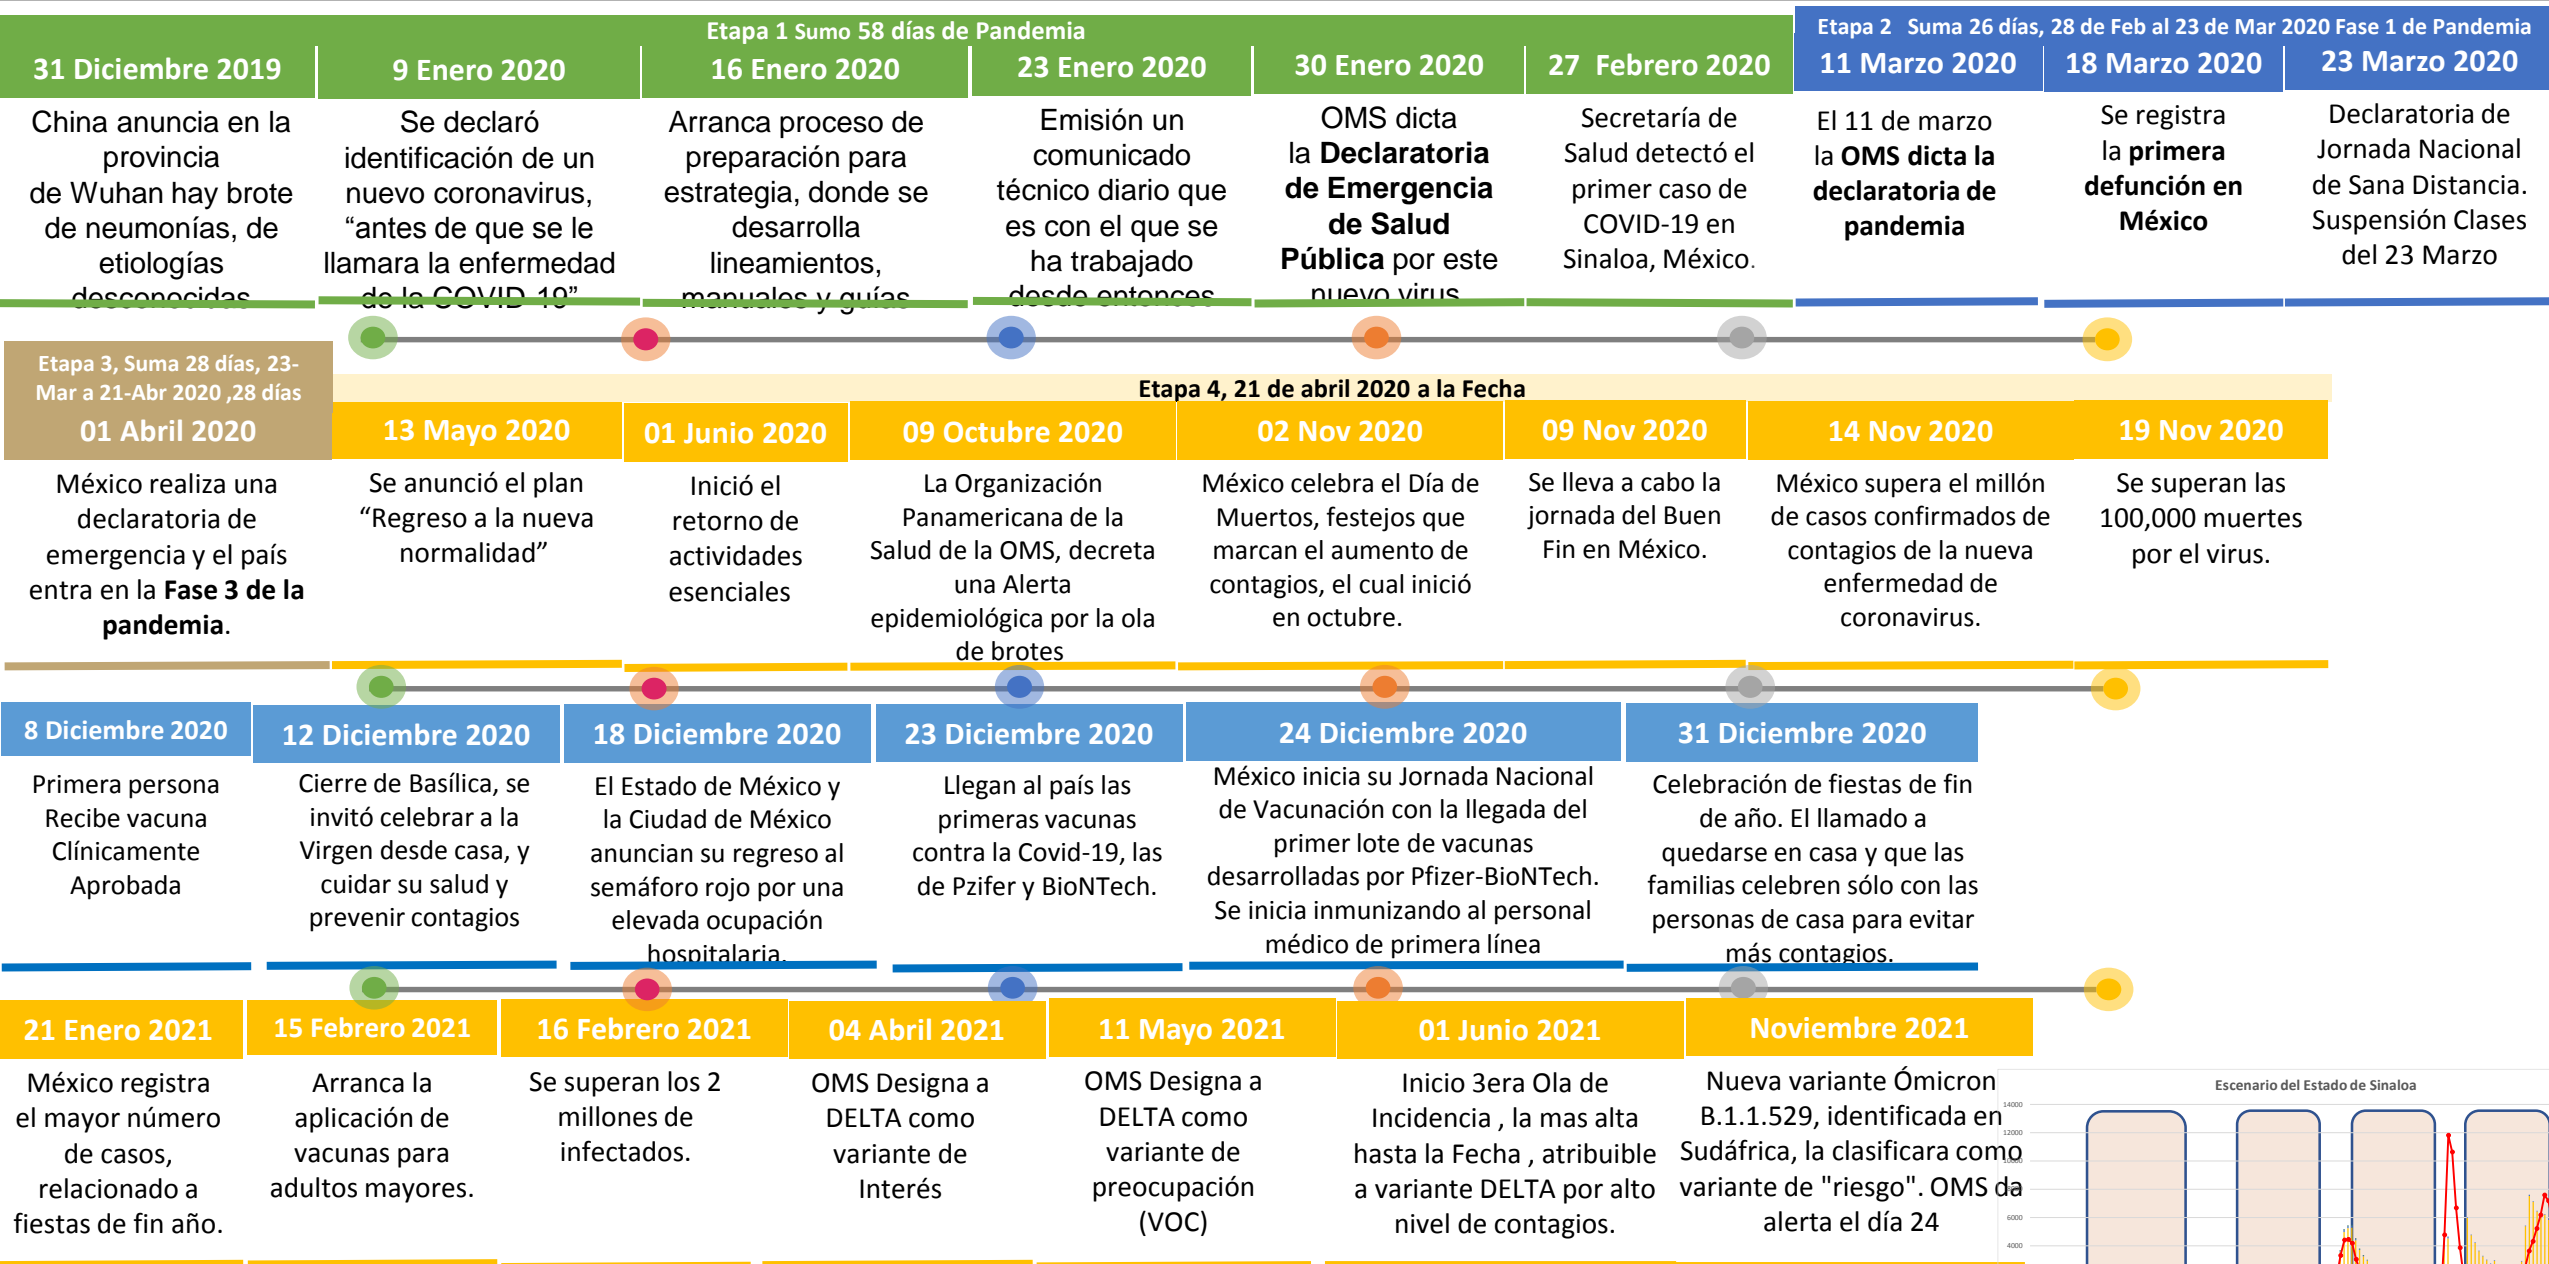 Etapa 1 Sumo 58 días de Pandemia
Etapa 2 Suma 26 días, 28 de Feb al 23 de Mar 2020 Fase 1 de Pandemia
31 Diciembre 2019
China anuncia en la
provincia
de Wuhan hay brote
de neumonías, de
etiologías
desconocidas
9 Enero 2020
Se declaró
identificación de un
nuevo coronavirus,
“antes de que se le
llamara la enfermedad
de la COVID-19”
16 Enero 2020
Arranca proceso de
preparación para
estrategia, donde se
desarrolla
lineamientos,
manuales y guías
23 Enero 2020
Emisión un
comunicado
técnico diario que
es con el que se
ha trabajado
desde entonces
30 Enero 2020
OMS dicta
la Declaratoria
de Emergencia
de Salud
Pública por este
nuevo virus
27 Febrero 2020
Secretaría de
Salud detectó el
primer caso de
COVID-19 en
Sinaloa, México.
11 Marzo 2020
El 11 de marzo
la OMS dicta la
declaratoria de
pandemia
18 Marzo 2020
Se registra
la primera
defunción en
México
23 Marzo 2020
Declaratoria de
Jornada Nacional
de Sana Distancia.
Suspensión Clases
del 23 Marzo
Etapa 3, Suma 28 días, 23-
Mar a 21-Abr 2020 ,28 días
Etapa 4, 21 de abril 2020 a la Fecha
01 Abril 2020
México realiza una
declaratoria de
emergencia y el país
entra en la Fase 3 de la
pandemia.
13 Mayo 2020
Se anunció el plan
“Regreso a la nueva
normalidad”
01 Junio 2020
Inició el
retorno de
actividades
esenciales
09 Octubre 2020
La Organización
Panamericana de la
Salud de la OMS, decreta
una Alerta
epidemiológica por la ola
de brotes
02 Nov 2020
México celebra el Día de
Muertos, festejos que
marcan el aumento de
contagios, el cual inició
en octubre.
09 Nov 2020
Se lleva a cabo la
jornada del Buen
Fin en México.
14 Nov 2020
México supera el millón
de casos confirmados de
contagios de la nueva
enfermedad de
coronavirus.
19 Nov 2020
Se superan las
100,000 muertes
por el virus.
8 Diciembre 2020
Primera persona
Recibe vacuna
Clínicamente
Aprobada
12 Diciembre 2020
Cierre de Basílica, se
invitó celebrar a la
Virgen desde casa, y
cuidar su salud y
prevenir contagios
18 Diciembre 2020
El Estado de México y
la Ciudad de México
anuncian su regreso al
semáforo rojo por una
elevada ocupación
hospitalaria.
23 Diciembre 2020
Llegan al país las
primeras vacunas
contra la Covid-19, las
de Pzifer y BioNTech.
24 Diciembre 2020
México inicia su Jornada Nacional
de Vacunación con la llegada del
primer lote de vacunas
desarrolladas por Pfizer-BioNTech.
Se inicia inmunizando al personal
médico de primera línea
31 Diciembre 2020
Celebración de fiestas de fin
de año. El llamado a
quedarse en casa y que las
familias celebren sólo con las
personas de casa para evitar
más contagios.
21 Enero 2021
México registra
el mayor número
de casos,
relacionado a
fiestas de fin año.
15 Febrero 2021
Arranca la
aplicación de
vacunas para
adultos mayores.
16 Febrero 2021
Se superan los 2
millones de
infectados.
04 Abril 2021
OMS Designa a
DELTA como
variante de
Interés
11 Mayo 2021
OMS Designa a
DELTA como
variante de
preocupación
(VOC)
01 Junio 2021
Inicio 3era Ola de
Incidencia , la mas alta
hasta la Fecha , atribuible
a variante DELTA por alto
nivel de contagios.
Noviembre 2021
Nueva variante Ómicron
B.1.1.529, identificada en
Sudáfrica, la clasificara como
variante de "riesgo". OMS da
alerta el día 24
Escenario del Estado de Sinaloa
14000
12000
6000
4000